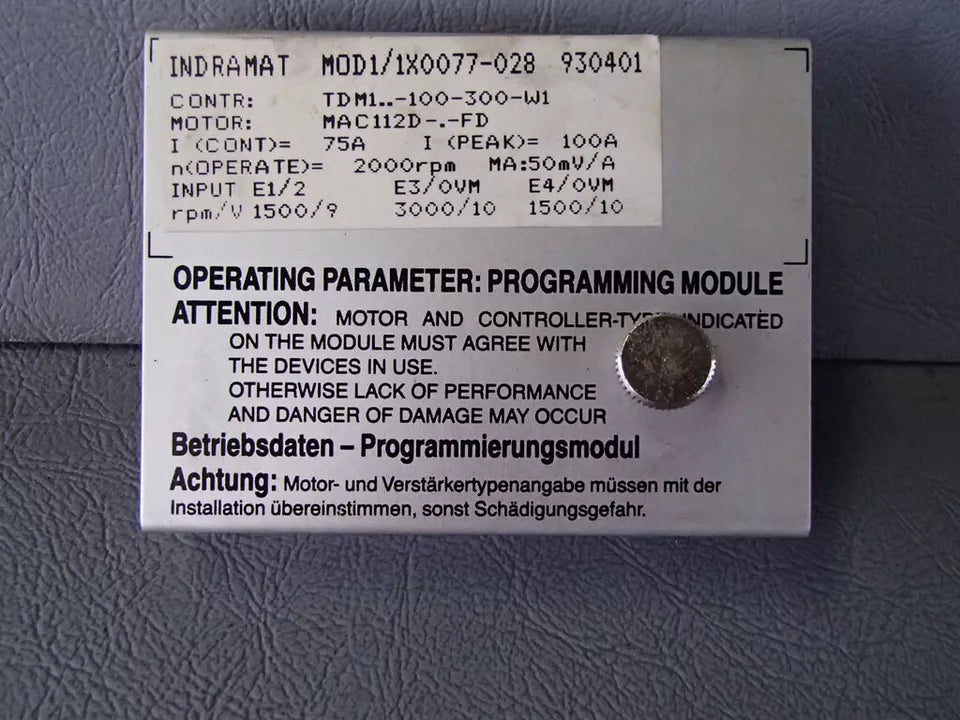 INDRAMAT MOD1/1X0077-028 930401
CONTR: TDM1..-100-300-W1
MOTOR: MAC112D-.-FD
I (CONT)= 75A I (PEAK)= 100A
n(OPERATE)= 2000rpm MA:50mV/A
INPUT E1/2 E3/0VM E4/0VM
rpm/V 1500/9 3000/10 1500/10
OPERATING PARAMETER: PROGRAMMING MODULE
ATTENTION: MOTOR AND CONTROLLER-TYPE INDICATED
ON THE MODULE MUST AGREE WITH
THE DEVICES IN USE.
OTHERWISE LACK OF PERFORMANCE
AND DANGER OF DAMAGE MAY OCCUR
Betriebsdaten – Programmierungsmodul
Achtung: Motor- und Verstärkertypenangabe müssen mit der
Installation übereinstimmen, sonst Schädigungsgefahr.